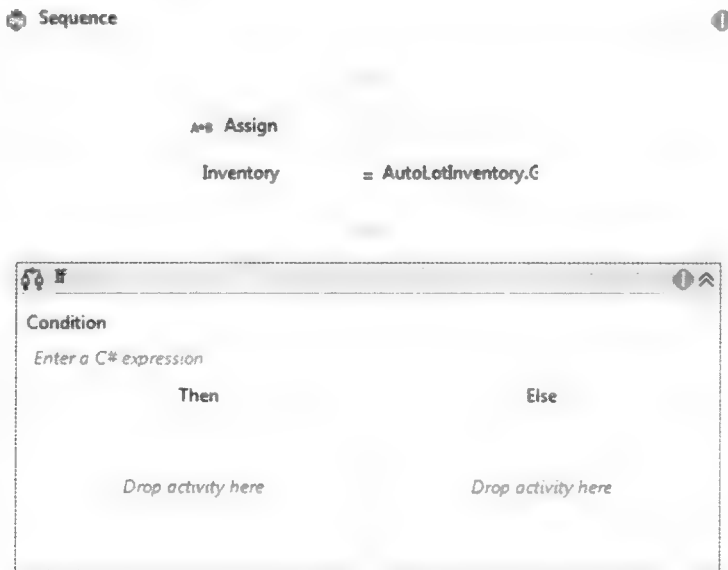 Sequence
A+B Assign
Inventory = AutoLotInventory.G
If
Condition
Enter a C# expression
Then Else
Drop activity here Drop activity here